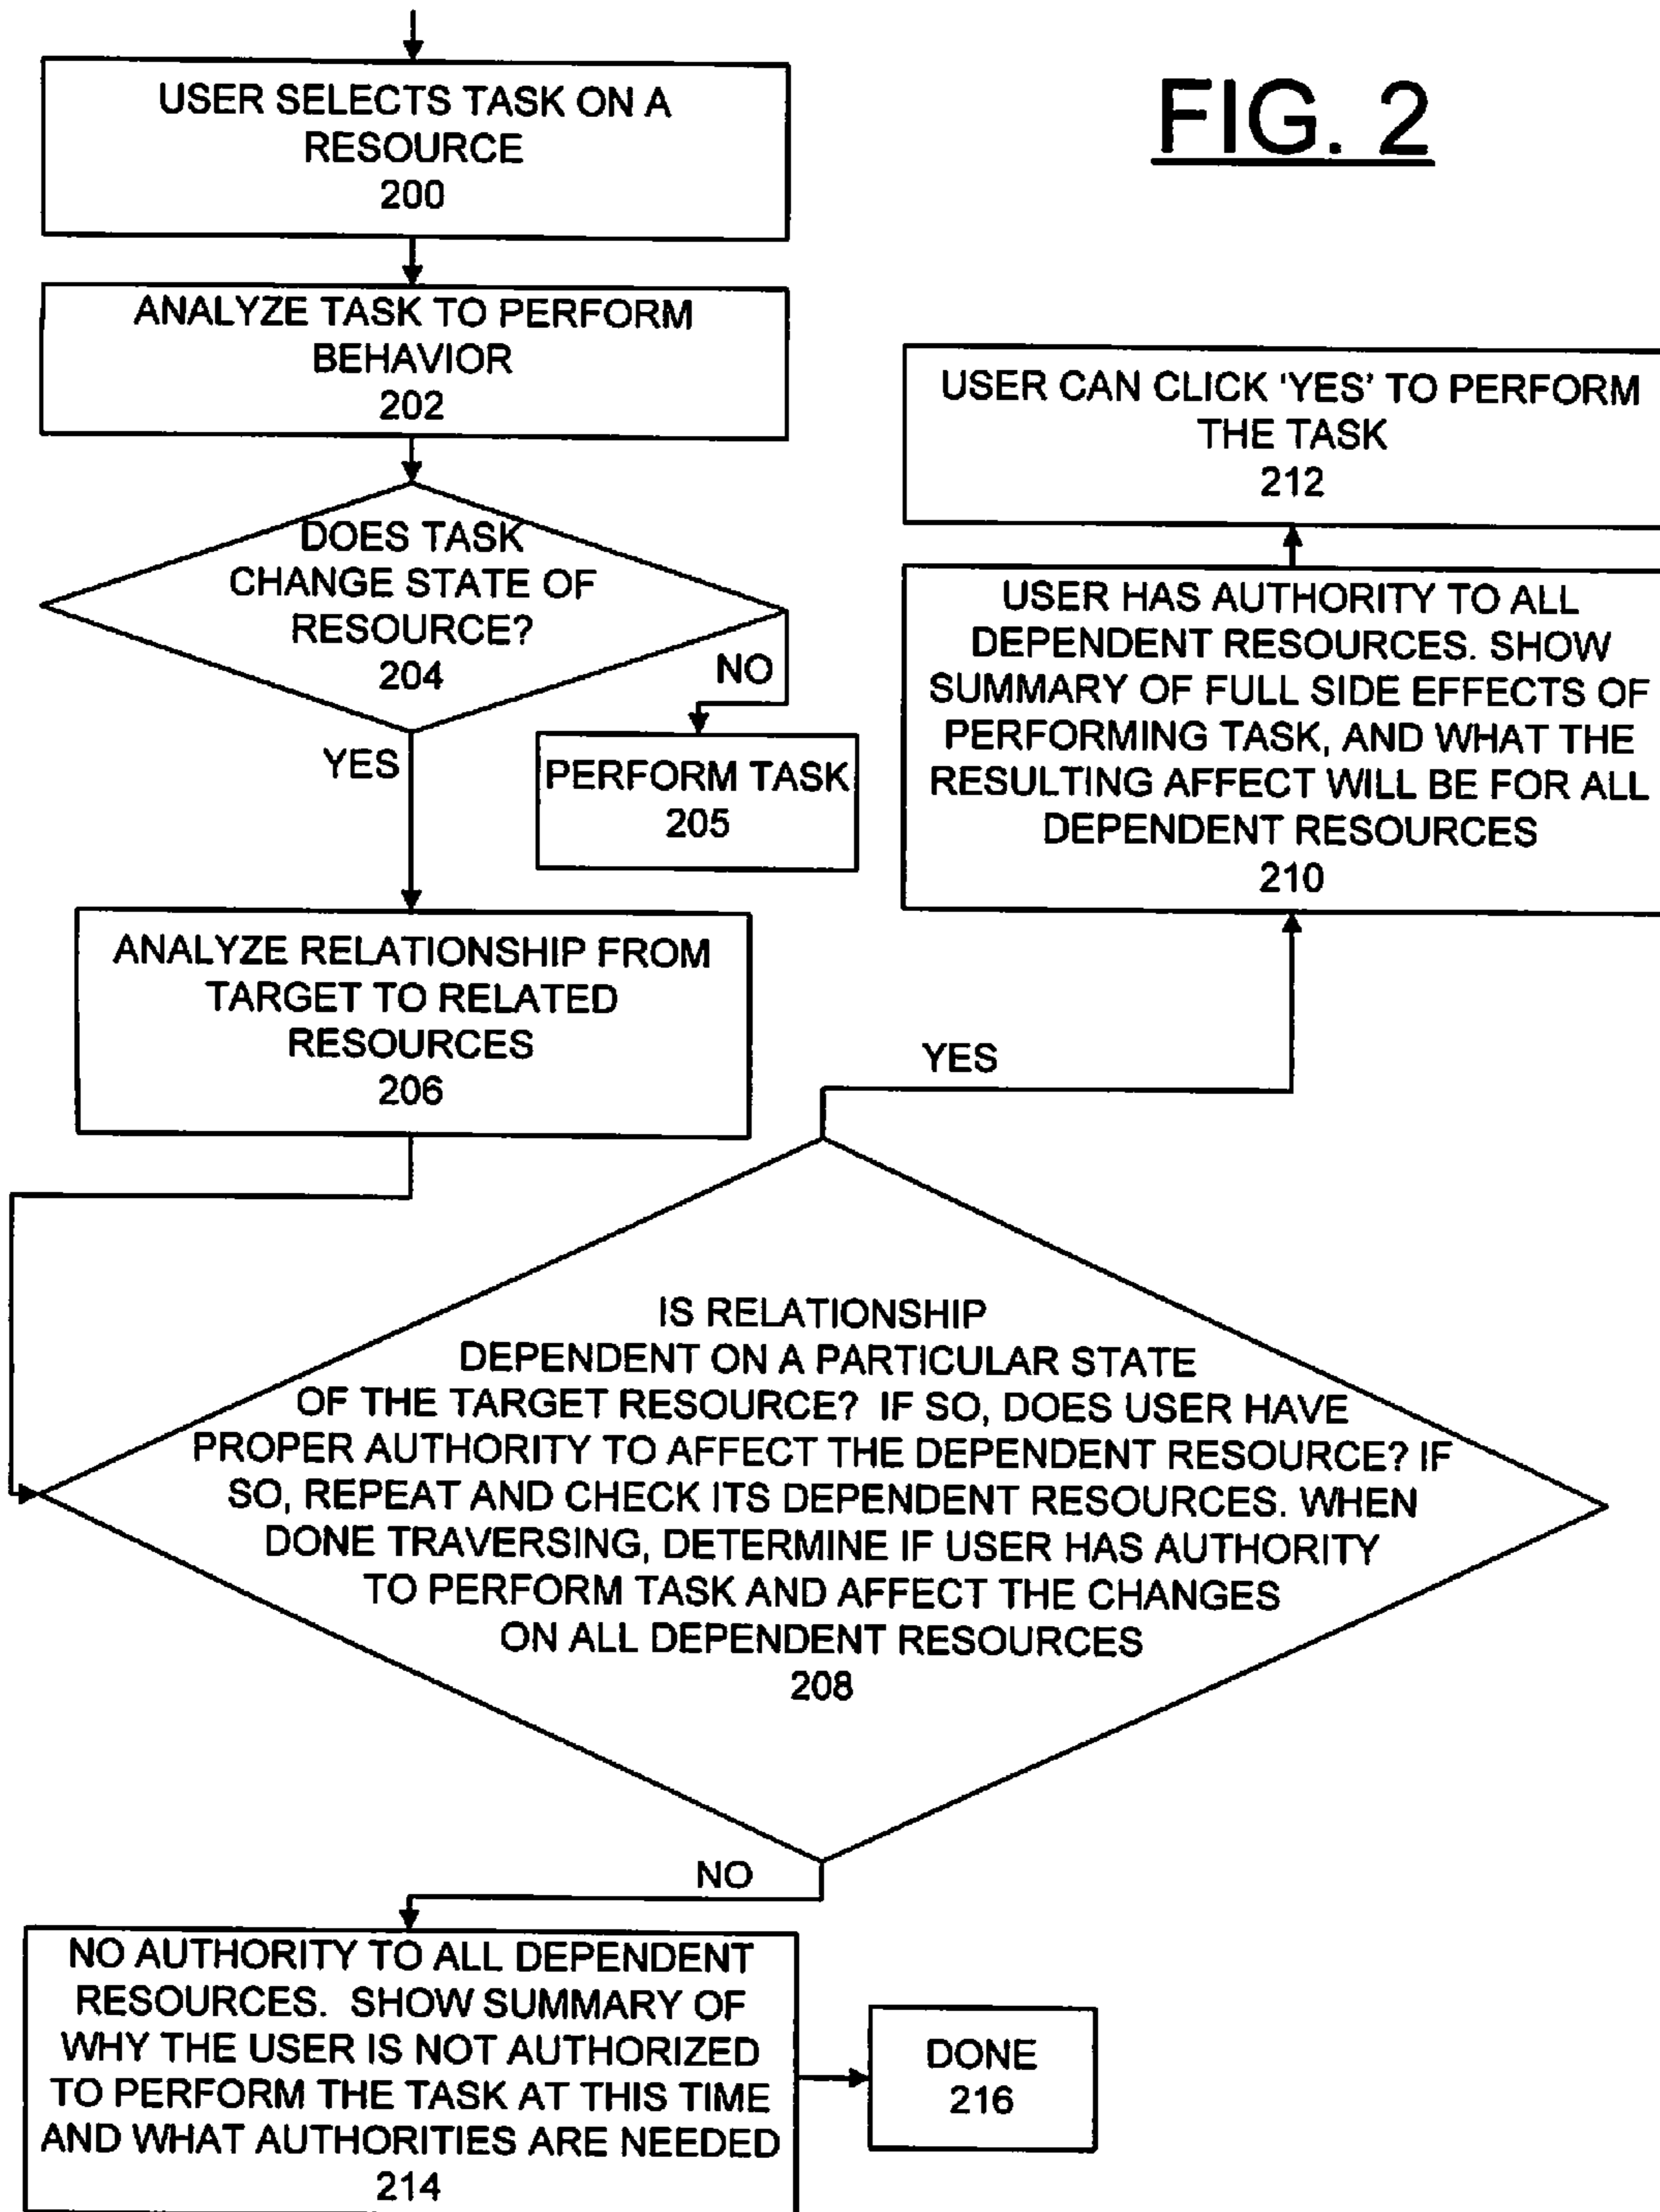 FIG. 2
USER SELECTS TASK ON A
RESOURCE
200
ANALYZE TASK TO PERFORM
BEHAVIOR
202
DOES TASK
CHANGE STATE OF
RESOURCE?
204
NO
YES
PERFORM TASK
205
ANALYZE RELATIONSHIP FROM
TARGET TO RELATED
RESOURCES
206
USER CAN CLICK ‘YES’ TO PERFORM
THE TASK
212
USER HAS AUTHORITY TO ALL
DEPENDENT RESOURCES. SHOW
SUMMARY OF FULL SIDE EFFECTS OF
PERFORMING TASK, AND WHAT THE
RESULTING AFFECT WILL BE FOR ALL
DEPENDENT RESOURCES
210
YES
IS RELATIONSHIP
DEPENDENT ON A PARTICULAR STATE
OF THE TARGET RESOURCE? IF SO, DOES USER HAVE
PROPER AUTHORITY TO AFFECT THE DEPENDENT RESOURCE? IF
SO, REPEAT AND CHECK ITS DEPENDENT RESOURCES. WHEN
DONE TRAVERSING, DETERMINE IF USER HAS AUTHORITY
TO PERFORM TASK AND AFFECT THE CHANGES
ON ALL DEPENDENT RESOURCES
208
NO
NO AUTHORITY TO ALL DEPENDENT
RESOURCES. SHOW SUMMARY OF
WHY THE USER IS NOT AUTHORIZED
TO PERFORM THE TASK AT THIS TIME
AND WHAT AUTHORITIES ARE NEEDED
214
DONE
216